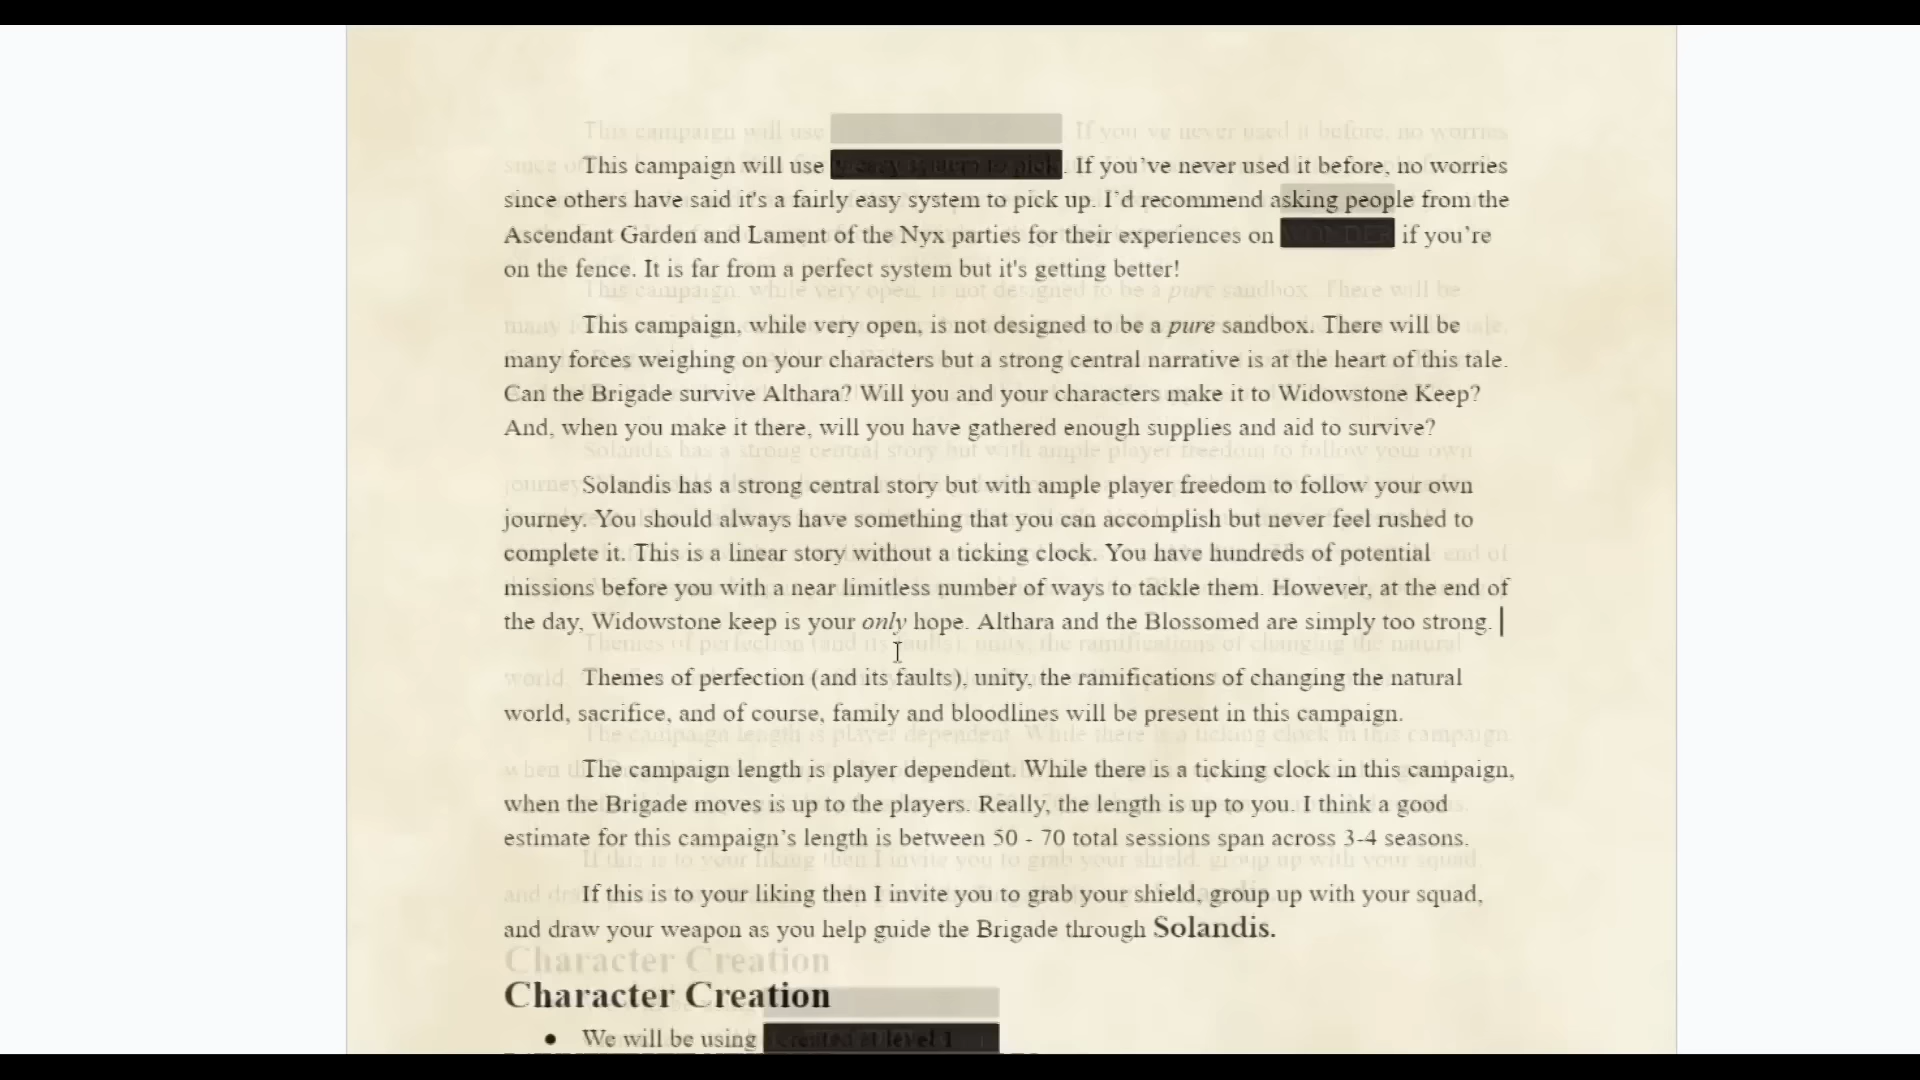 This campaign will use . If you've never used it before, no worries
since others have said it's a fairly easy system to pick up. I'd recommend asking people from the
Ascendant Garden and Lament of the Nyx parties for their experiences on if you're
on the fence. It is far from a perfect system but it's getting better!
This campaign, while very open, is not designed to be a pure sandbox. There will be
many forces weighing on your characters but a strong central narrative is at the heart of this tale.
Can the Brigade survive Althara? Will you and your characters make it to Widowstone Keep?
And, when you make it there, will you have gathered enough supplies and aid to survive?
Solandis has a strong central story but with ample player freedom to follow your own
journey. You should always have something that you can accomplish but never feel rushed to
complete it. This is a linear story without a ticking clock. You have hundreds of potential
missions before you with a near limitless number of ways to tackle them. However, at the end of
the day, Widowstone keep is your only hope. Althara and the Blossomed are simply too strong.
Themes of perfection (and its faults), unity, the ramifications of changing the natural
world, sacrifice, and of course, family and bloodlines will be present in this campaign.
The campaign length is player dependent. While there is a ticking clock in this campaign,
when the Brigade moves is up to the players. Really, the length is up to you. I think a good
estimate for this campaign's length is between 50 - 70 total sessions span across 3-4 seasons.
If this is to your liking then I invite you to grab your shield, group up with your squad,
and draw your weapon as you help guide the Brigade through Solandis.
Character Creation
● We will be using